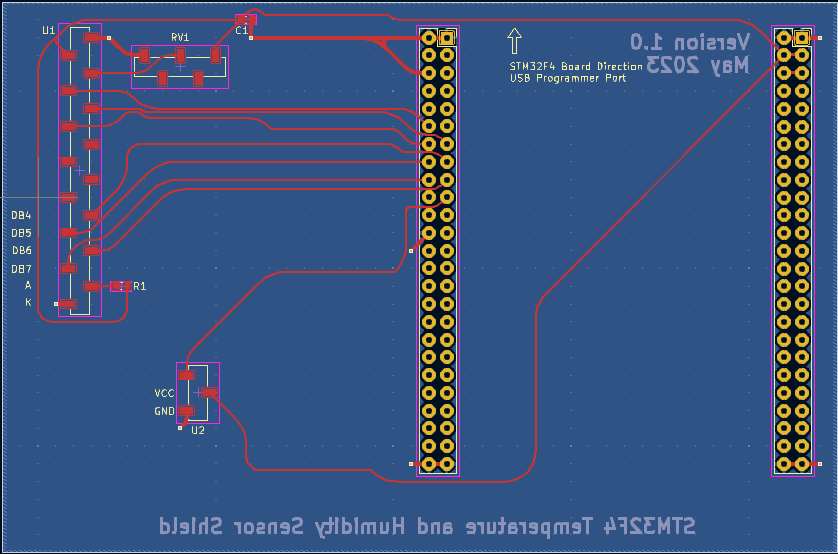 U1
RV1
C1
Version 1.0
May 2023
STM32F4 Board Direction
USB Programmer Port
DB4
DB5
DB6
DB7
A
R1
K
VCC
GND
U2
STM32F4 Temperature and Humidity Sensor Shield